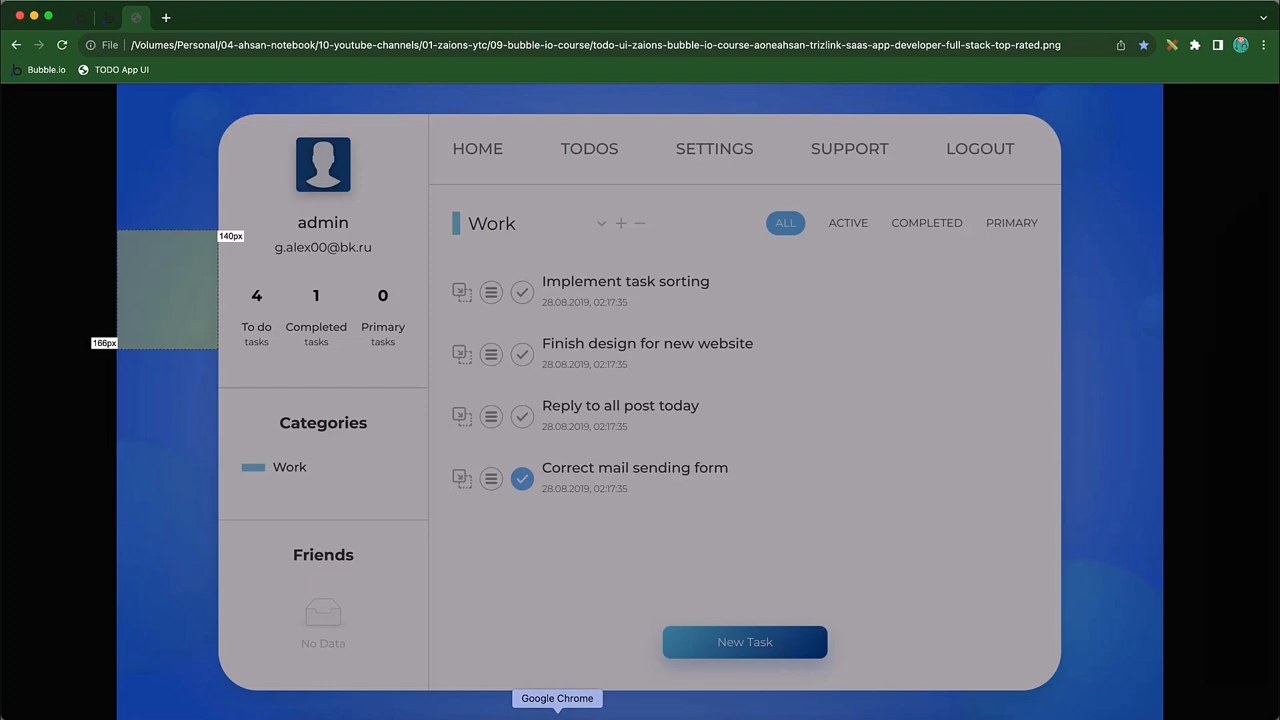 File
/Volumes/Personal/04-ahsan-notebook/10-youtube-channels/01-zaions-ytc/09-bubble-io-course/todo-ui-zaions-bubble-io-course-aoneahsan-trizlink-saas-app-developer-full-stack-top-rated.png
Bubble.io
TODO App UI
HOME
TODOS
SETTINGS
SUPPORT
LOGOUT
admin
g.alex00@bk.ru
140px
166px
4 1 0
To do Completed Primary
tasks tasks tasks
Categories
Work
Friends
No Data
Work
ALL
ACTIVE
COMPLETED
PRIMARY
Implement task sorting
28.08.2019, 02:17:35
Finish design for new website
28.08.2019, 02:17:35
Reply to all post today
28.08.2019, 02:17:35
Correct mail sending form
28.08.2019, 02:17:35
New Task
Google Chrome